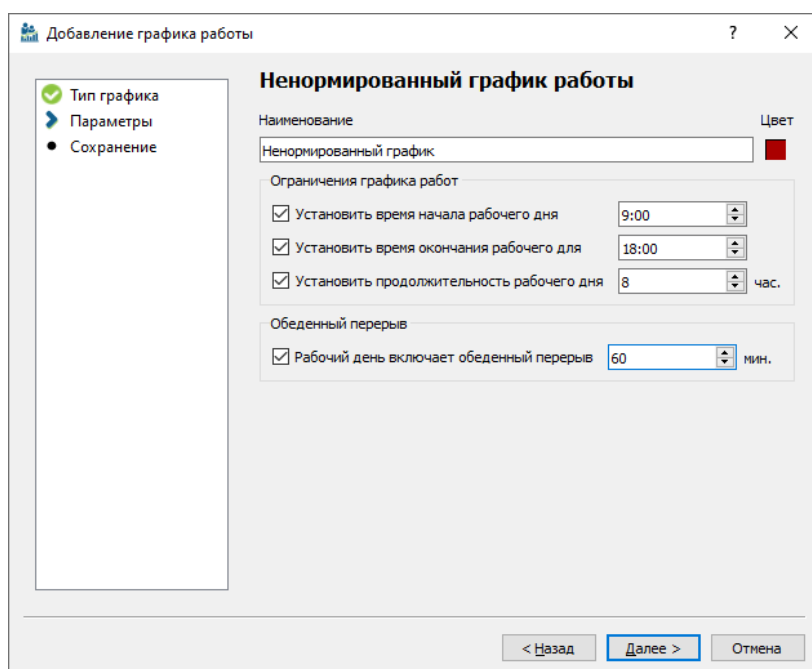 Добавление графика работы
?
Тип графика
Параметры
Сохранение
Ненормированный график работы
Наименование
Цвет
Ненормированный график
Ограничения графика работ
Установить время начала рабочего дня 9:00
Установить время окончания рабочего для 18:00
Установить продолжительность рабочего дня 8 час.
Обеденный перерыв
Рабочий день включает обеденный перерыв 60 мин.
< Назад Далее > Отмена